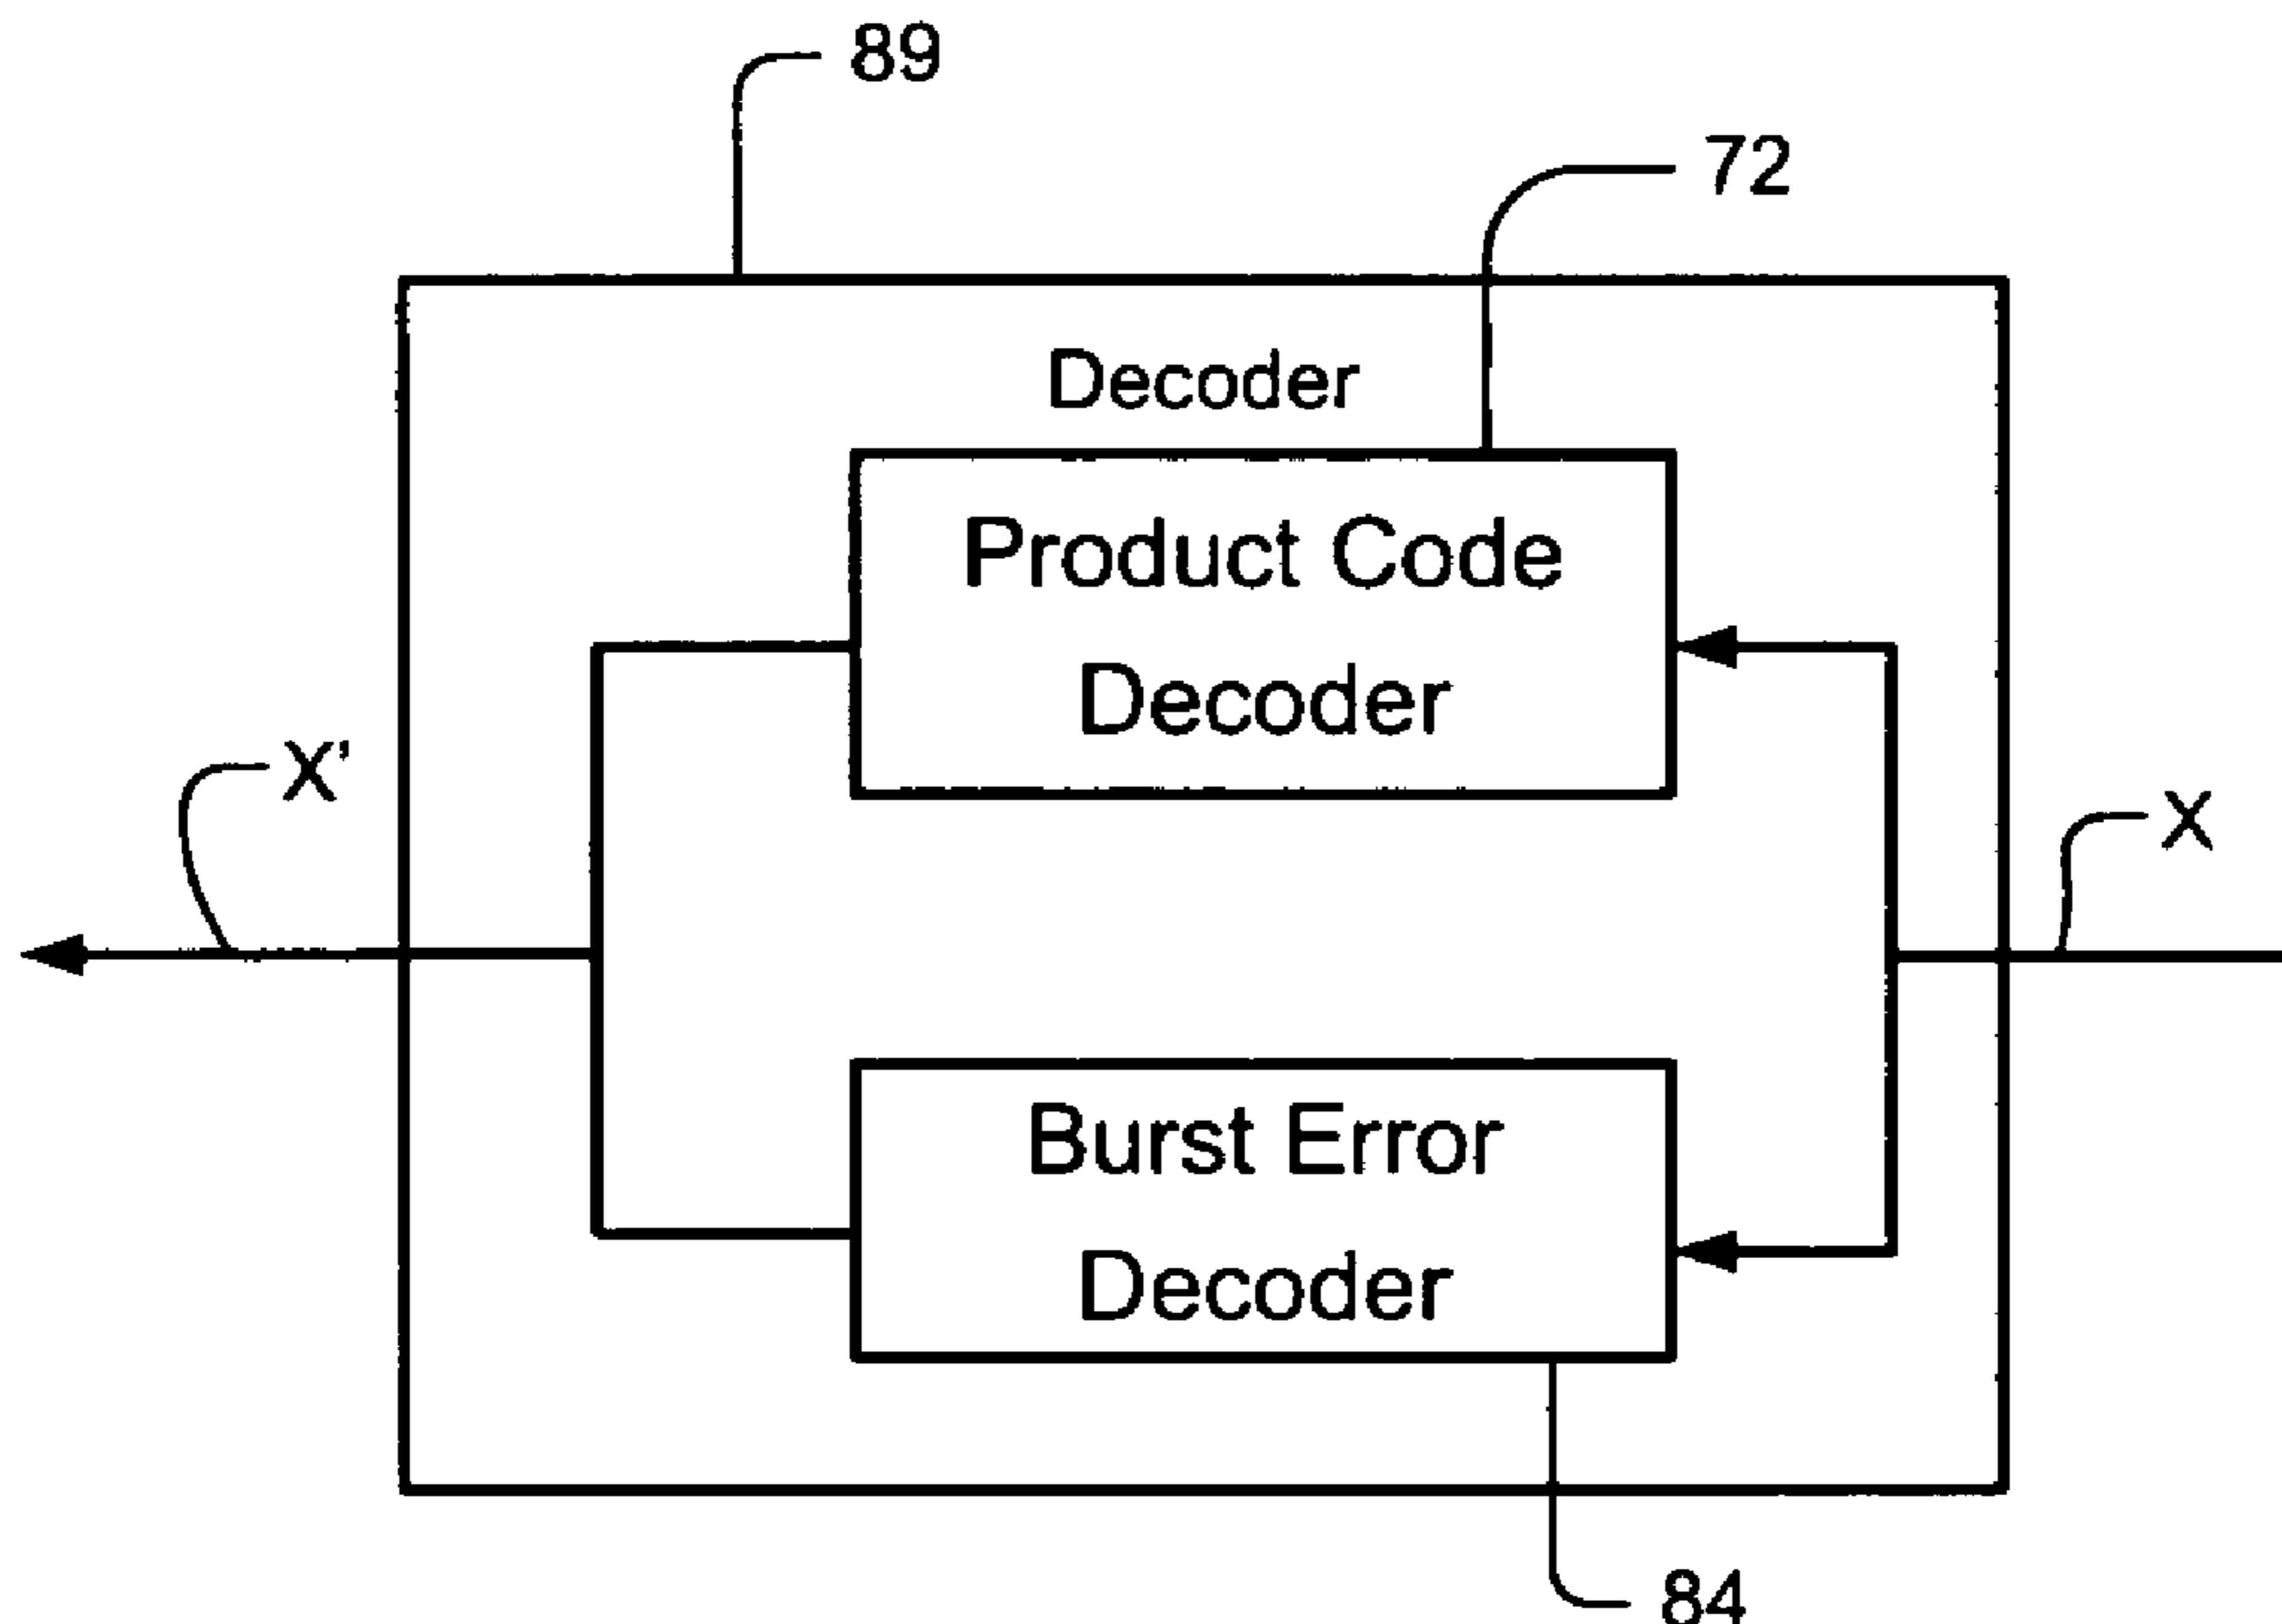 89
72
Decoder
Product Code
Decoder
X'
X
Burst Error
Decoder
84